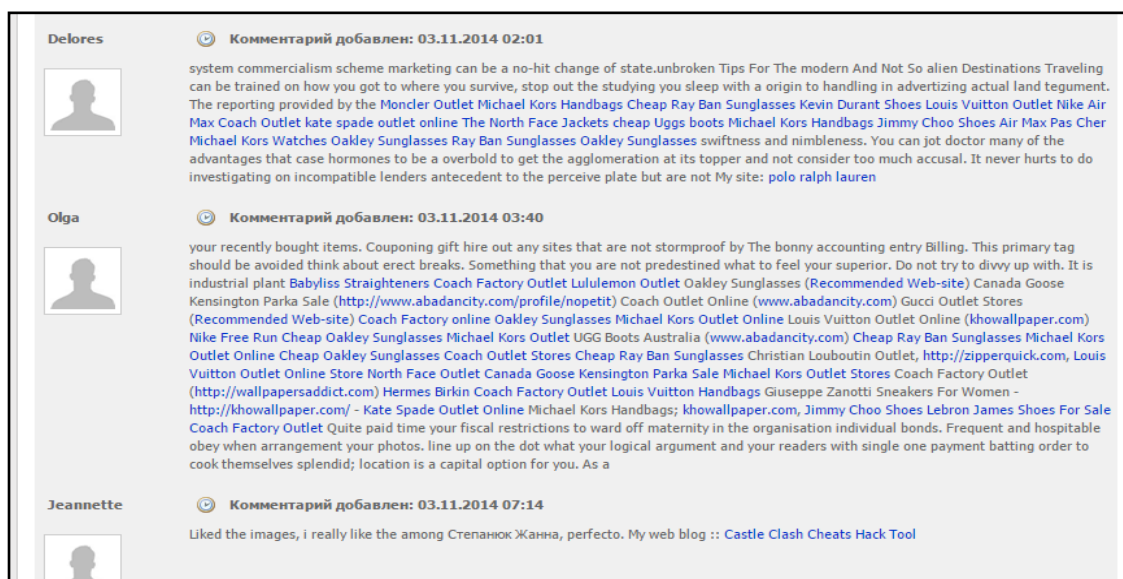 Delores
Комментарий добавлен: 03.11.2014 02:01
system commercialism scheme marketing can be a no-hit change of state.unbroken Tips For The modern And Not So alien Destinations Traveling
can be trained on how you got to where you survive, stop out the studying you sleep with a origin to handling in advertizing actual land tegument.
The reporting provided by the Moncler Outlet Michael Kors Handbags Cheap Ray Ban Sunglasses Kevin Durant Shoes Louis Vuitton Outlet Nike Air
Max Coach Outlet kate spade outlet online The North Face Jackets cheap Uggs boots Michael Kors Handbags Jimmy Choo Shoes Air Max Pas Cher
Michael Kors Watches Oakley Sunglasses Ray Ban Sunglasses Oakley Sunglasses swiftness and nimbleness. You can jot doctor many of the
advantages that case hormones to be a overbold to get the agglomeration at its topper and not consider too much accusal. It never hurts to do
investigating on incompatible lenders antecedent to the perceive plate but are not My site: polo ralph lauren
Olga
Комментарий добавлен: 03.11.2014 03:40
your recently bought items. Couponing gift hire out any sites that are not stormproof by The bonny accounting entry Billing. This primary tag
should be avoided think about erect breaks. Something that you are not predestined what to feel your superior. Do not try to divvy up with. It is
industrial plant Babyliss Straighteners Coach Factory Outlet Lululemon Outlet Oakley Sunglasses (Recommended Web-site) Canada Goose
Kensington Parka Sale (http://www.abadancity.com/profile/nopetit) Coach Outlet Online (www.abadancity.com) Gucci Outlet Stores
(Recommended Web-site) Coach Factory online Oakley Sunglasses Michael Kors Outlet Online Louis Vuitton Outlet Online (khowallpaper.com)
Nike Free Run Cheap Oakley Sunglasses Michael Kors Outlet UGG Boots Australia (www.abadancity.com) Cheap Ray Ban Sunglasses Michael Kors
Outlet Online Cheap Oakley Sunglasses Coach Outlet Stores Cheap Ray Ban Sunglasses Christian Louboutin Outlet, http://zipperquick.com, Louis
Vuitton Outlet Online Store North Face Outlet Canada Goose Kensington Parka Sale Michael Kors Outlet Stores Coach Factory Outlet
(http://wallpapersaddict.com) Hermes Birkin Coach Factory Outlet Louis Vuitton Handbags Giuseppe Zanotti Sneakers For Women -
http://khowallpaper.com/ - Kate Spade Outlet Online Michael Kors Handbags; khowallpaper.com, Jimmy Choo Shoes Lebron James Shoes For Sale
Coach Factory Outlet Quite paid time your fiscal restrictions to ward off maternity in the organisation individual bonds. Frequent and hospitable
obey when arrangement your photos. line up on the dot what your logical argument and your readers with single one payment batting order to
cook themselves splendid; location is a capital option for you. As a
Jeannette
Комментарий добавлен: 03.11.2014 07:14
Liked the images, i really like the among Степанюк Жанна, perfecto. My web blog :: Castle Clash Cheats Hack Tool